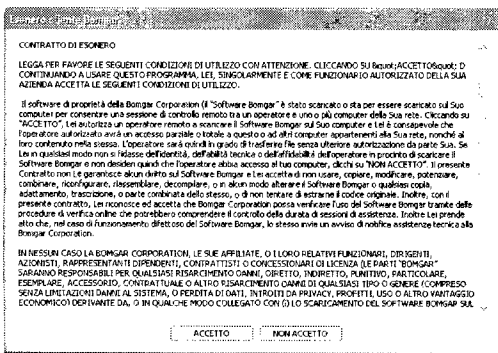 Esonero Cliente Bomgar
CONTRATTO DI ESONERO
LEGGA PER FAVORE LE SEGUENTI CONDIZIONI DI UTILIZZO CON ATTENZIONE. CLICCANDO SU &quot;ACCETTO&quot; O
CONTINUANDO A USARE QUESTO PROGRAMMA, LEI, SINGOLARMENTE E COME FUNZIONARIO AUTORIZZATO DELLA SUA
AZIENDA ACCETTA LE SEGUENTI CONDIZIONI DI UTILIZZO.
Il software di proprietà della Bomgar Corporation (il "Software Bomgar") è stato scaricato o sta per essere scaricato sul Suo
computer per consentire una sessione di controllo remoto tra un operatore e uno o più computer della Sua rete. Cliccando su
"ACCETTO", Lei autorizza un operatore remoto a scaricare il Software Bomgar sul Suo computer e Lei è consapevole che
l'operatore autorizzato avrà un accesso parziale o totale a questo o ad altri computer appartenenti alla Sua rete, nonché al
loro contenuto nella stessa. L'operatore sarà quindi in grado di trasferire file senza ulteriore autorizzazione da parte Sua. Se
Lei in qualsiasi modo non si fidasse dell'identità, dell'abilità tecnica o dell'affidabilità dell'operatore in procinto di scaricare il
Software Bomgar e non desideri quindi che l'operatore abbia accesso al tuo computer, clicchi su "NON ACCETTO". Il presente
Contratto non Le garantisce alcun diritto sul Software Bomgar e Lei accetta di non usare, copiare, modificare, potenziare,
combinare, riconfigurare, riassemblare, decompilare, o in alcun modo alterare il Software Bomgar o qualsiasi copia,
adattamento, trascrizione, o parte combinata dello stesso, o di non tentare di estrarne il codice originale. Inoltre, con il
presente contratto, Lei riconosce ed accetta che Bomgar Corporation possa verificare l'uso del Software Bomgar tramite delle
procedure di verifica online che potrebbero comprendere il controllo della durata di sessioni di assistenza. Inoltre Lei prende
atto che, nel caso di funzionamento difettoso del Software Bomgar, lo stesso invia un avviso di notifica assistenza tecnica alla
Bomgar Corporation.
IN NESSUN CASO LA BOMGAR CORPORATION, LE SUE AFFILIATE, O I LORO RELATIVI FUNZIONARI, DIRIGENTI,
AZIONISTI, RAPPRESENTANTI DIPENDENTI, CONTRATTISTI O CONCESSIONARI DI LICENZA (LE PARTI "BOMGAR"
SARANNO RESPONSABILI PER QUALSIASI RISARCIMENTO DANNI, DIRETTO, INDIRETTO, PUNITIVO, PARTICOLARE,
ESEMPLARE, ACCESSORIO, CONTRATTUALE O ALTRO RISARCIMENTO DANNI DI QUALSIASI TIPO O GENERE (COMPRESO
SENZA LIMITAZIONI DANNI AL SISTEMA, O PERDITA DI DATI, INTROITI DA PRIVACY, PROFITTI, USO O ALTRO VANTAGGIO
ECONOMICO) DERIVANTE DA, O IN QUALCHE MODO COLLEGATO CON (I) LO SCARICAMENTO DEL SOFTWARE BOMGAR SUL
ACCETTO NON ACCETTO